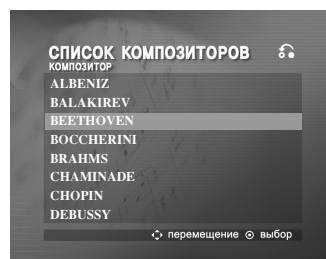 СПИСОК КОМПОЗИТОРОВ
КОМПОЗИТОР
ALBENIZ
BALAKIREV
BEETHOVEN
BOCCHERINI
BRAHMS
CHAMINADE
CHOPIN
DEBUSSY
перемещение выбор